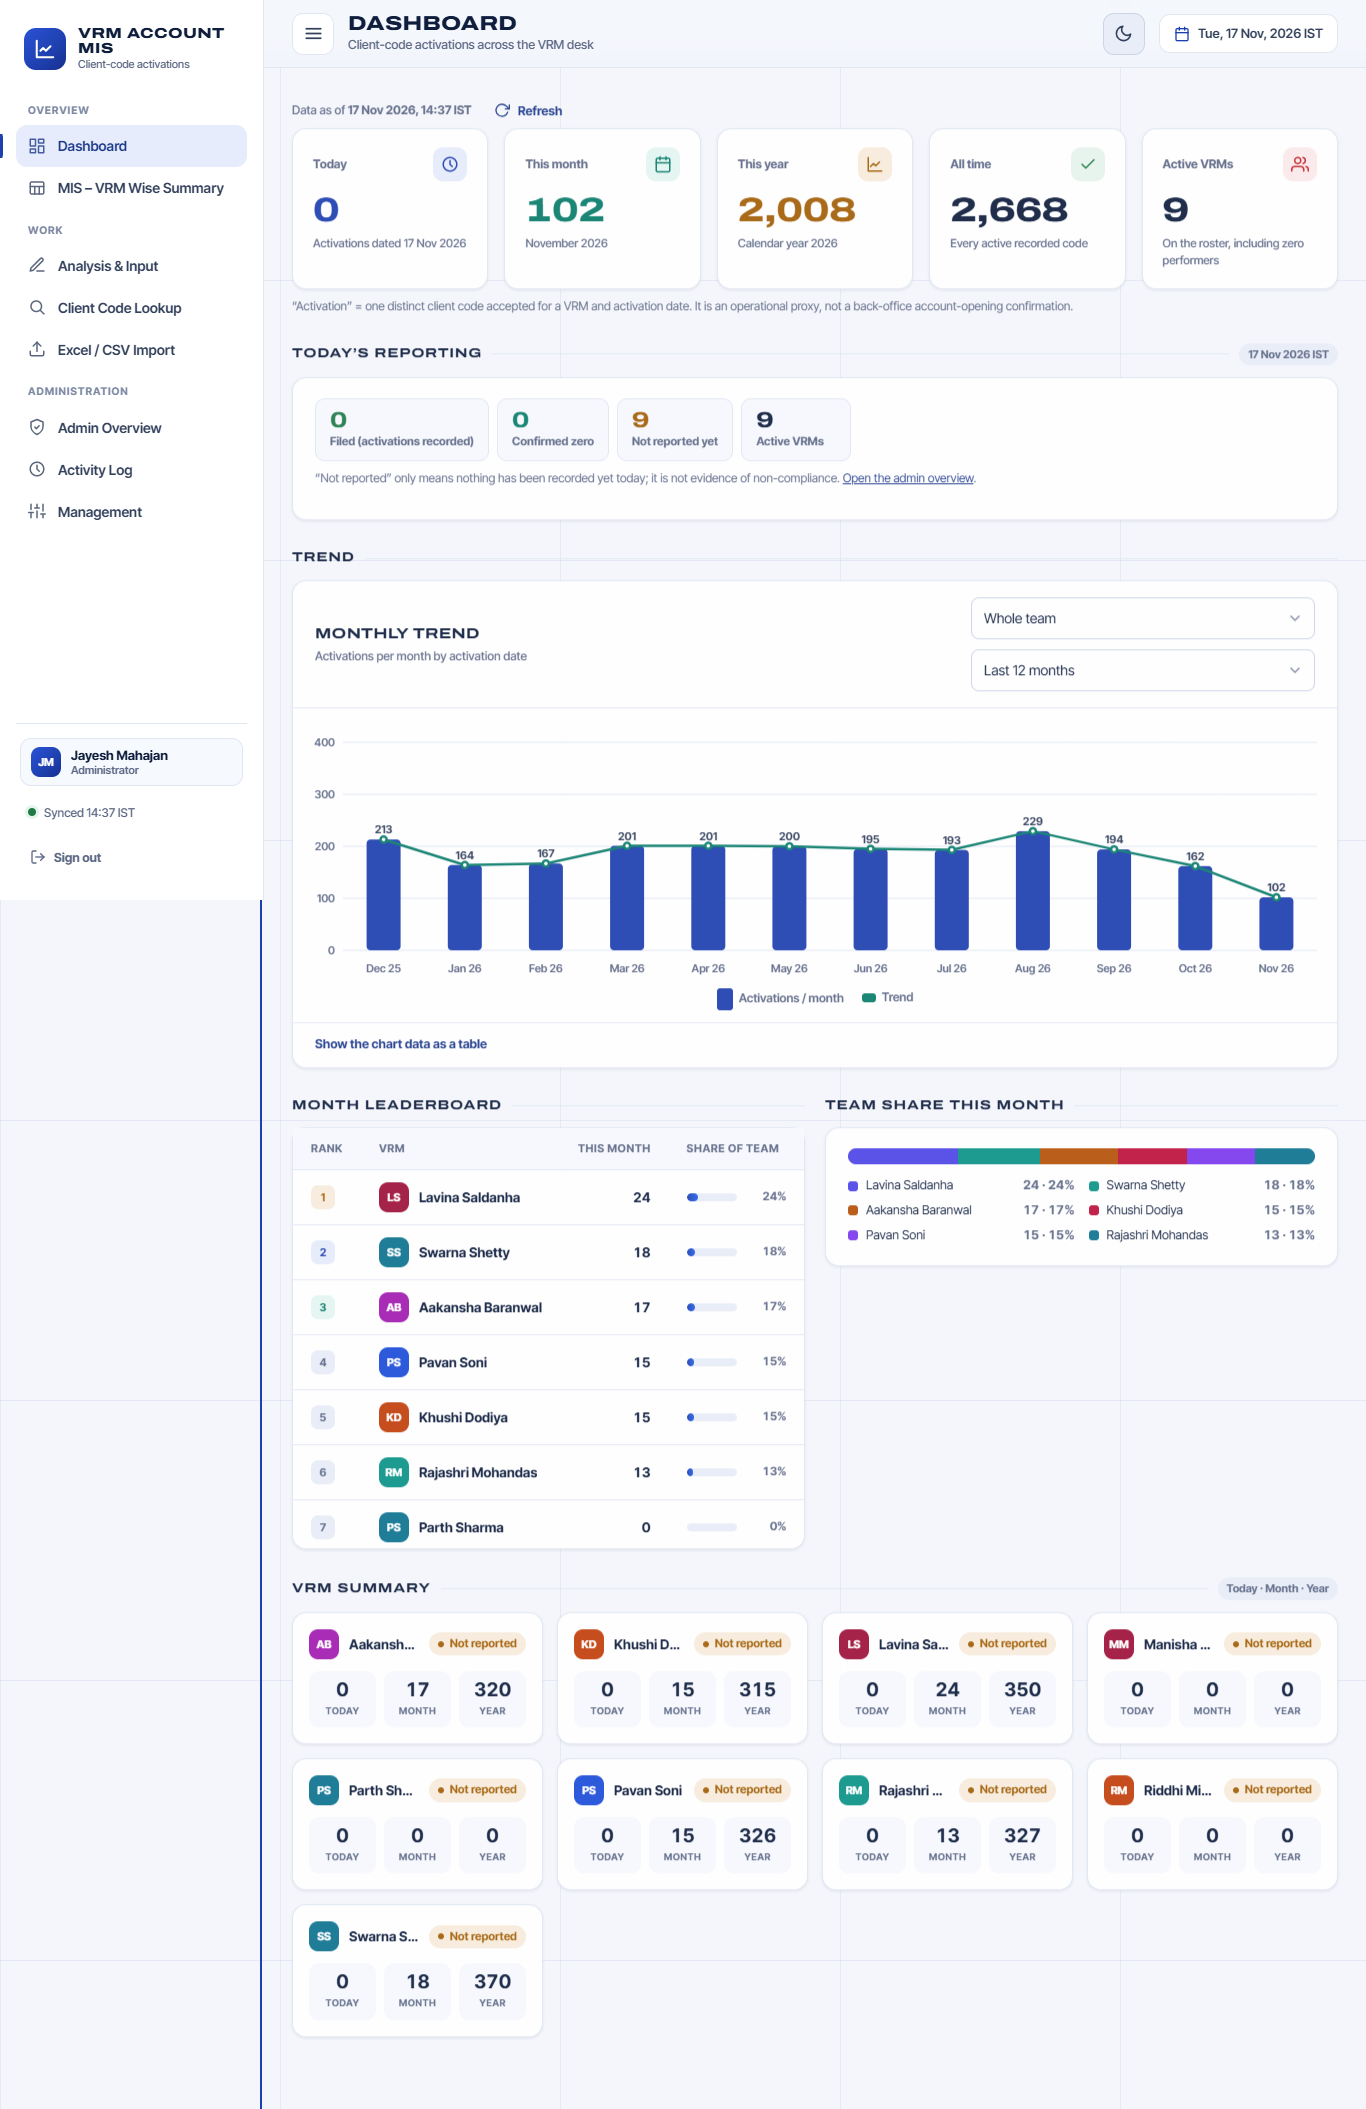 VRM ACCOUNT
MIS
Client-code activations
OVERVIEW
Dashboard
MIS – VRM Wise Summary
WORK
Analysis & Input
Client Code Lookup
Excel / CSV Import
ADMINISTRATION
Admin Overview
Activity Log
Management
JM
Jayesh Mahajan
Administrator
Synced 14:37 IST
Sign out
DASHBOARD
Client-code activations across the VRM desk
Tue, 17 Nov, 2026 IST
Data as of 17 Nov 2026, 14:37 IST
Refresh
Today
0
Activations dated 17 Nov 2026
This month
102
November 2026
This year
2,008
Calendar year 2026
All time
2,668
Every active recorded code
Active VRMs
9
On the roster, including zero
performers
“Activation” = one distinct client code accepted for a VRM and activation date. It is an operational proxy, not a back-office account-opening confirmation.
TODAY’S REPORTING
17 Nov 2026 IST
0
Filed (activations recorded)
0
Confirmed zero
9
Not reported yet
9
Active VRMs
“Not reported” only means nothing has been recorded yet today; it is not evidence of non-compliance. Open the admin overview.
TREND
MONTHLY TREND
Activations per month by activation date
Whole team
Last 12 months
400
300
200
100
0
213
164
167
201
201
200
195
193
229
194
162
102
Dec 25
Jan 26
Feb 26
Mar 26
Apr 26
May 26
Jun 26
Jul 26
Aug 26
Sep 26
Oct 26
Nov 26
Activations / month
Trend
Show the chart data as a table
MONTH LEADERBOARD
RANK VRM THIS MONTH SHARE OF TEAM
1 LS Lavina Saldanha 24 24%
2 SS Swarna Shetty 18 18%
3 AB Aakansha Baranwal 17 17%
4 PS Pavan Soni 15 15%
5 KD Khushi Dodiya 15 15%
6 RM Rajashri Mohandas 13 13%
7 PS Parth Sharma 0 0%
TEAM SHARE THIS MONTH
Lavina Saldanha 24 · 24%
Swarna Shetty 18 · 18%
Aakansha Baranwal 17 · 17%
Khushi Dodiya 15 · 15%
Pavan Soni 15 · 15%
Rajashri Mohandas 13 · 13%
VRM SUMMARY
Today · Month · Year
AB Aakansh... Not reported
0 17 320
TODAY MONTH YEAR
KD Khushi D... Not reported
0 15 315
TODAY MONTH YEAR
LS Lavina Sa... Not reported
0 24 350
TODAY MONTH YEAR
MM Manisha ... Not reported
0 0 0
TODAY MONTH YEAR
PS Parth Sh... Not reported
0 0 0
TODAY MONTH YEAR
PS Pavan Soni Not reported
0 15 326
TODAY MONTH YEAR
RM Rajashri ... Not reported
0 13 327
TODAY MONTH YEAR
RM Riddhi Mi... Not reported
0 0 0
TODAY MONTH YEAR
SS Swarna S... Not reported
0 18 370
TODAY MONTH YEAR